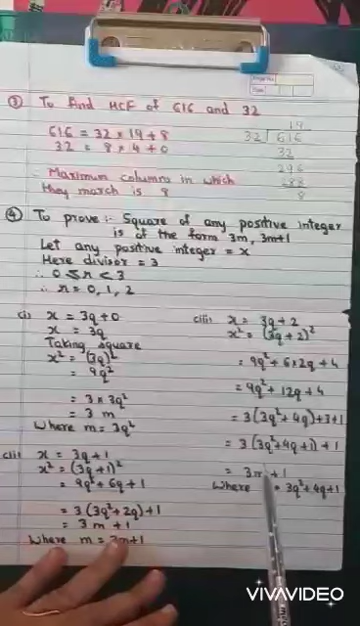 ③ To find HCF of 616 and 32
616 = 32 × 19 + 8
32 = 8 × 4 + 0
19
32 | 616
32
296
288
8
∴ Maximum columns in which
they march is 8
④ To prove :- Square of any positive integer
is of the form 3m, 3m+1
Let any positive integer = x
Here divisor = 3
∴ 0 ≤ r < 3
∴ r = 0, 1, 2
(i) x = 3q + 0
x = 3q
Taking square
x² = (3q)²
= 9q²
= 3 × 3q²
= 3 m
Where m = 3q²
(ii) x = 3q + 1
x² = (3q + 1)²
= 9q² + 6q + 1
= 3 (3q² + 2q) + 1
= 3 m + 1
Where m = 3m+1
(iii) x = 3q + 2
x² = (3q + 2)²
= 9q² + 6×2q + 4
= 9q² + 12q + 4
= 3 (3q² + 4q) + 3 + 1
= 3 (3q² + 4q + 1) + 1
= 3m + 1
Where = 3q² + 4q + 1
VIVAVIDEO